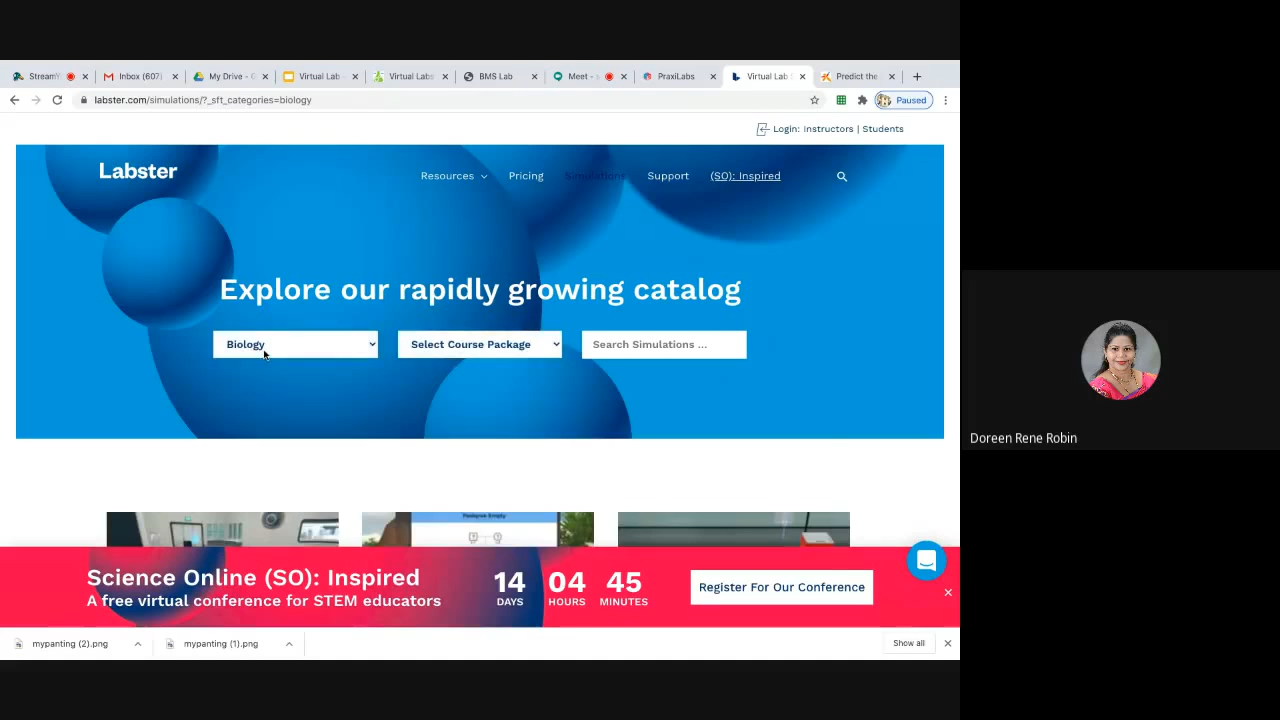 StreamY
Inbox (607)
My Drive - G
Virtual Lab -
Virtual Labs
BMS Lab
Meet - s
PraxiLabs
Virtual Lab S
Predict the
labster.com/simulations/?_sft_categories=biology
Paused
Login: Instructors | Students
Labster
Resources
Pricing
Simulations
Support
(SO): Inspired
Explore our rapidly growing catalog
Biology
Select Course Package
Search Simulations ...
Doreen Rene Robin
Pedigree Empty
Science Online (SO): Inspired
A free virtual conference for STEM educators
14 04 45
DAYS HOURS MINUTES
Register For Our Conference
mypanting (2).png
mypanting (1).png
Show all